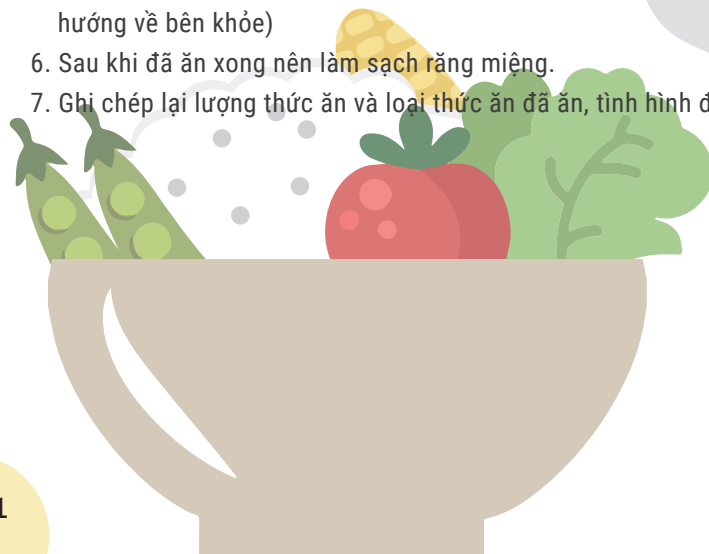 hướng về bên khỏe)
6. Sau khi đã ăn xong nên làm sạch răng miệng.
7. Ghi chép lại lượng thức ăn và loại thức ăn đã ăn, tình hình
1